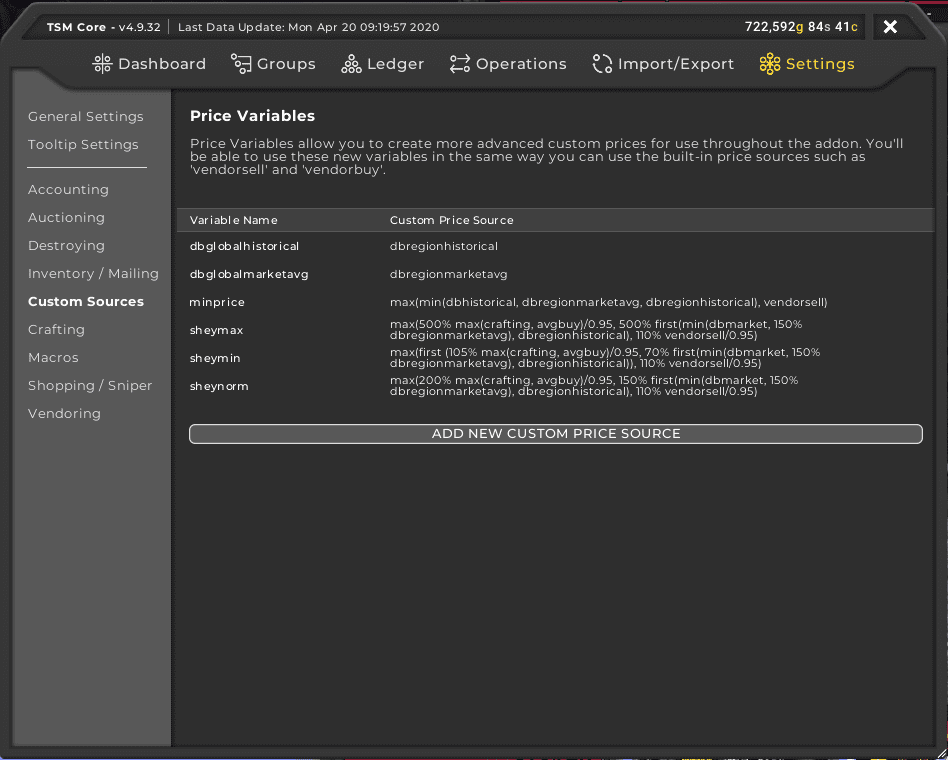 TSM Core - v4.9.32 | Last Data Update: Mon Apr 20 09:19:57 2020 722,592g 84s 41c
Dashboard Groups Ledger Operations Import/Export Settings
General Settings
Tooltip Settings
Accounting
Auctioning
Destroying
Inventory / Mailing
Custom Sources
Crafting
Macros
Shopping / Sniper
Vendoring
Price Variables
Price Variables allow you to create more advanced custom prices for use throughout the addon. You'll
be able to use these new variables in the same way you can use the built-in price sources such as
'vendorsell' and 'vendorbuy'.
Variable Name Custom Price Source
dbglobalhistorical dbregionhistorical
dbglobalmarketavg dbregionmarketavg
minprice max(min(dbhistorical, dbregionmarketavg, dbregionhistorical), vendorsell)
sheymax max(500% max(crafting, avgbuy)/0.95, 500% first(min(dbmarket, 150%
dbregionmarketavg), dbregionhistorical), 110% vendorsell/0.95)
sheymin max(first (105% max(crafting, avgbuy)/0.95, 70% first(min(dbmarket, 150%
dbregionmarketavg), dbregionhistorical)), 110% vendorsell/0.95)
sheynorm max(200% max(crafting, avgbuy)/0.95, 150% first(min(dbmarket, 150%
dbregionmarketavg), dbregionhistorical), 110% vendorsell/0.95)
ADD NEW CUSTOM PRICE SOURCE